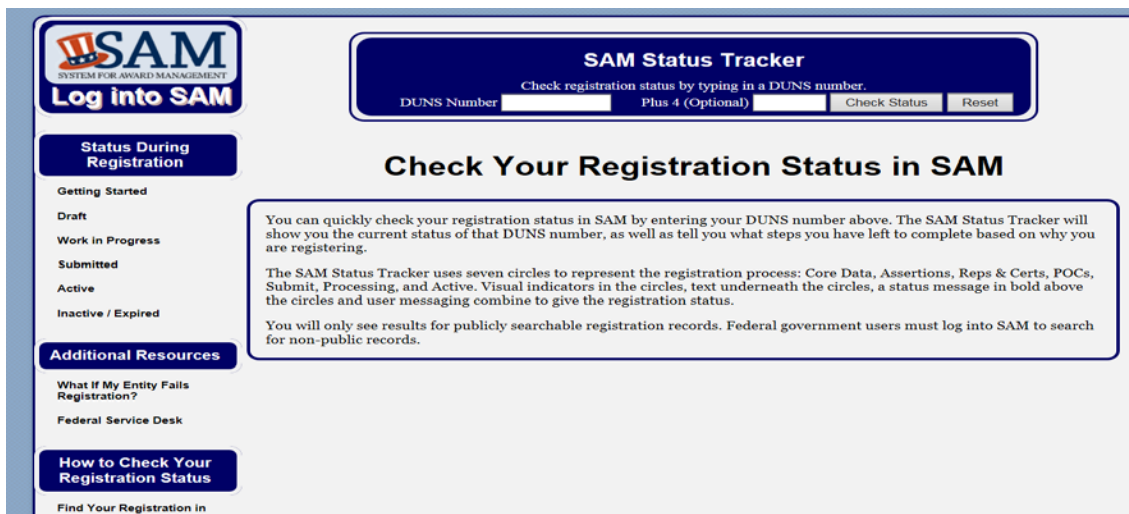 SAM
SYSTEM FOR AWARD MANAGEMENT
Log into SAM
SAM Status Tracker
Check registration status by typing in a DUNS number.
DUNS Number Plus 4 (Optional) Check Status Reset
Status During
Registration
Getting Started
Draft
Work in Progress
Submitted
Active
Inactive / Expired
Additional Resources
What If My Entity Fails
Registration?
Federal Service Desk
How to Check Your
Registration Status
Find Your Registration in
Check Your Registration Status in SAM
You can quickly check your registration status in SAM by entering your DUNS number above. The SAM Status Tracker will
show you the current status of that DUNS number, as well as tell you what steps you have left to complete based on why you
are registering.
The SAM Status Tracker uses seven circles to represent the registration process: Core Data, Assertions, Reps & Certs, POCs,
Submit, Processing, and Active. Visual indicators in the circles, text underneath the circles, a status message in bold above
the circles and user messaging combine to give the registration status.
You will only see results for publicly searchable registration records. Federal government users must log into SAM to search
for non-public records.